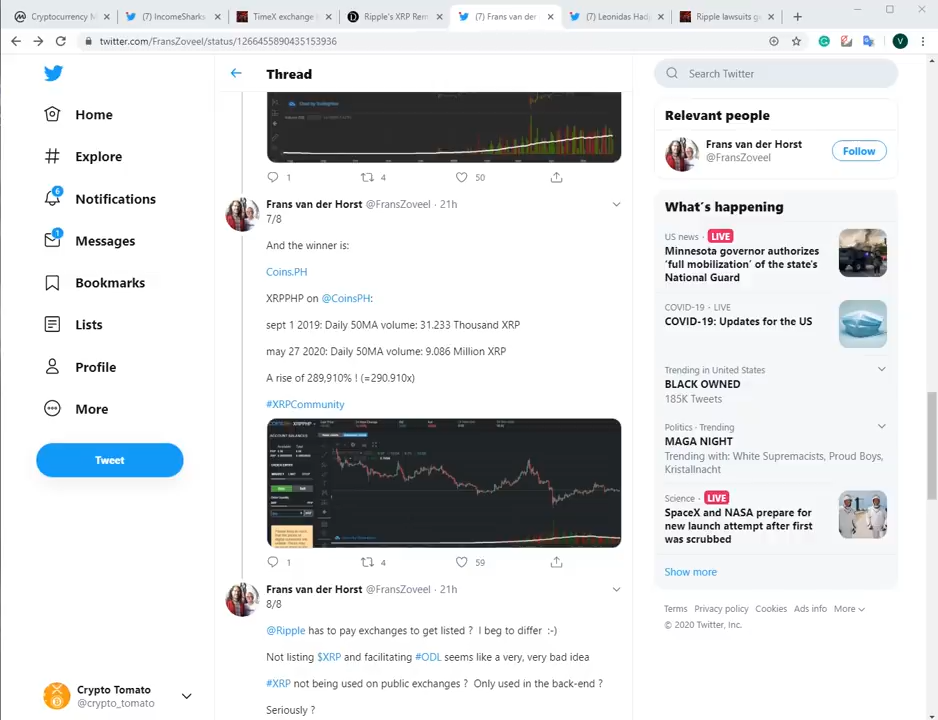 Cryptocurrency M
(7) IncomeSharks
TimeX exchange
Ripple's XRP Rem
(7) Frans van der
(7) Leonidas Had
Ripple lawsuits g
twitter.com/FransZoveel/status/1266455890435153936
V
Home
Explore
6
Notifications
1
Messages
Bookmarks
Lists
Profile
More
Tweet
Crypto Tomato
@crypto_tomato
Thread
1
4
50
Frans van der Horst @FransZoveel · 21h
7/8
And the winner is:
Coins.PH
XRPPHP on @CoinsPH:
sept 1 2019: Daily 50MA volume: 31.233 Thousand XRP
may 27 2020: Daily 50MA volume: 9.086 Million XRP
A rise of 289,910% ! (=290.910x)
#XRPCommunity
1
4
59
Frans van der Horst @FransZoveel · 21h
8/8
@Ripple has to pay exchanges to get listed ? I beg to differ :-)
Not listing $XRP and facilitating #ODL seems like a very, very bad idea
#XRP not being used on public exchanges ? Only used in the back-end ?
Seriously ?
Search Twitter
Relevant people
Frans van der Horst
@FransZoveel
Follow
What's happening
US news · LIVE
Minnesota governor authorizes
'full mobilization' of the state's
National Guard
COVID-19 · LIVE
COVID-19: Updates for the US
Trending in United States
BLACK OWNED
185K Tweets
Politics · Trending
MAGA NIGHT
Trending with: White Supremacists, Proud Boys,
Kristallnacht
Science · LIVE
SpaceX and NASA prepare for
new launch attempt after first
was scrubbed
Show more
Terms Privacy policy Cookies Ads info More
© 2020 Twitter, Inc.